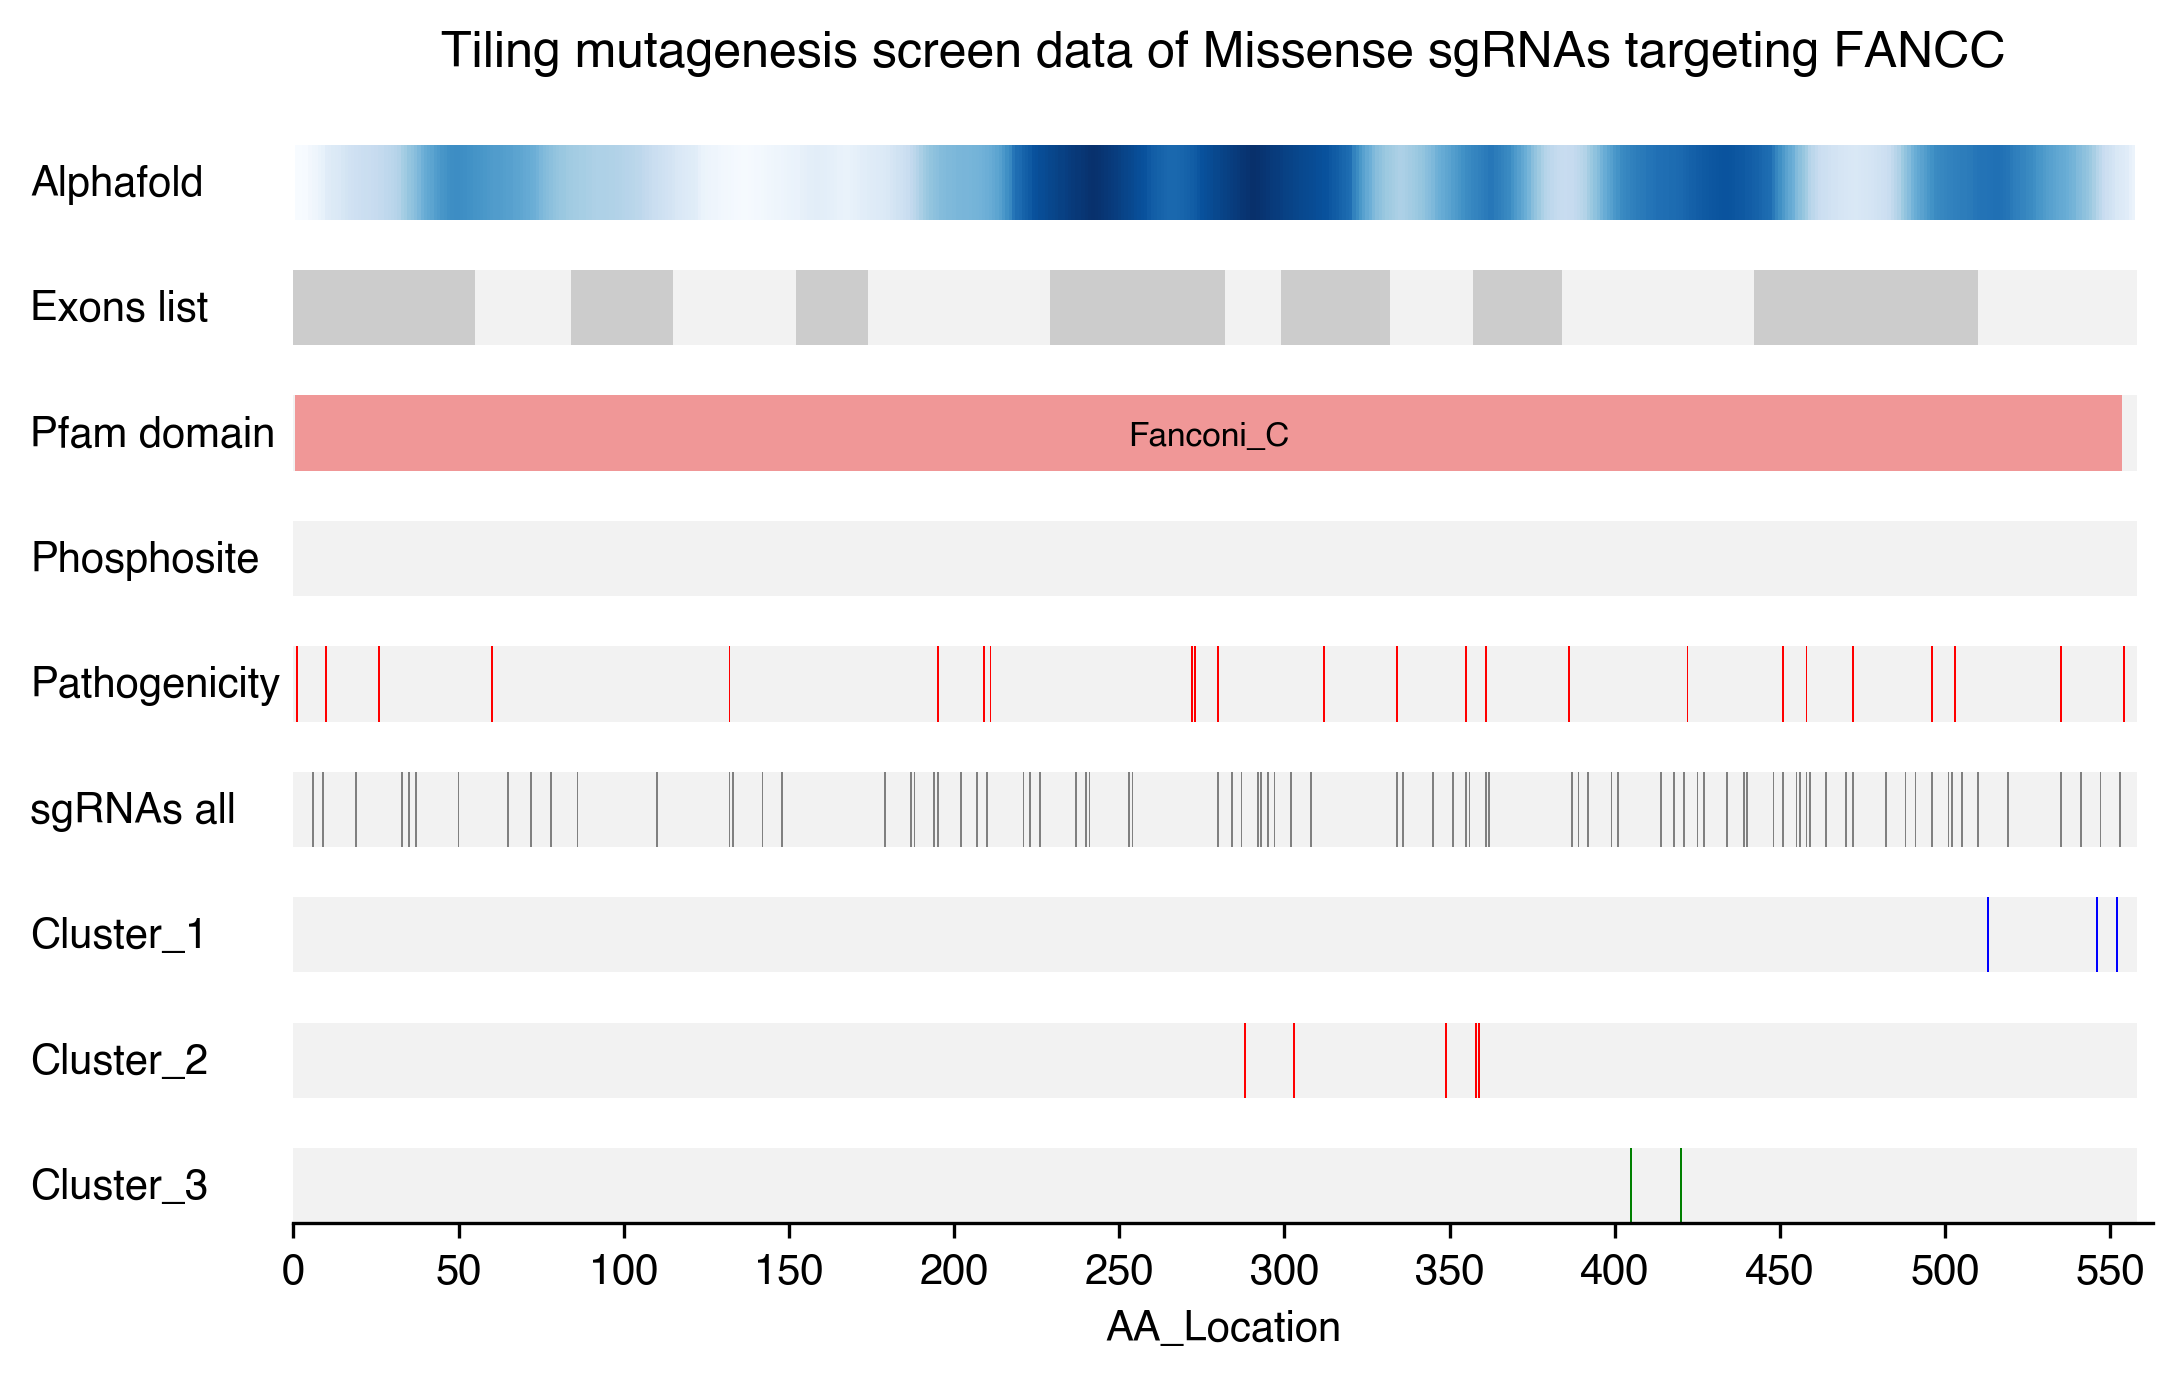 Tiling mutagenesis screen data of Missense sgRNAs targeting FANCC
Alphafold
Exons list
Pfam domain
Fanconi_C
Phosphosite
Pathogenicity
sgRNAs all
Cluster_1
Cluster_2
Cluster_3
0 50 100 150 200 250 300 350 400 450 500 550
AA_Location